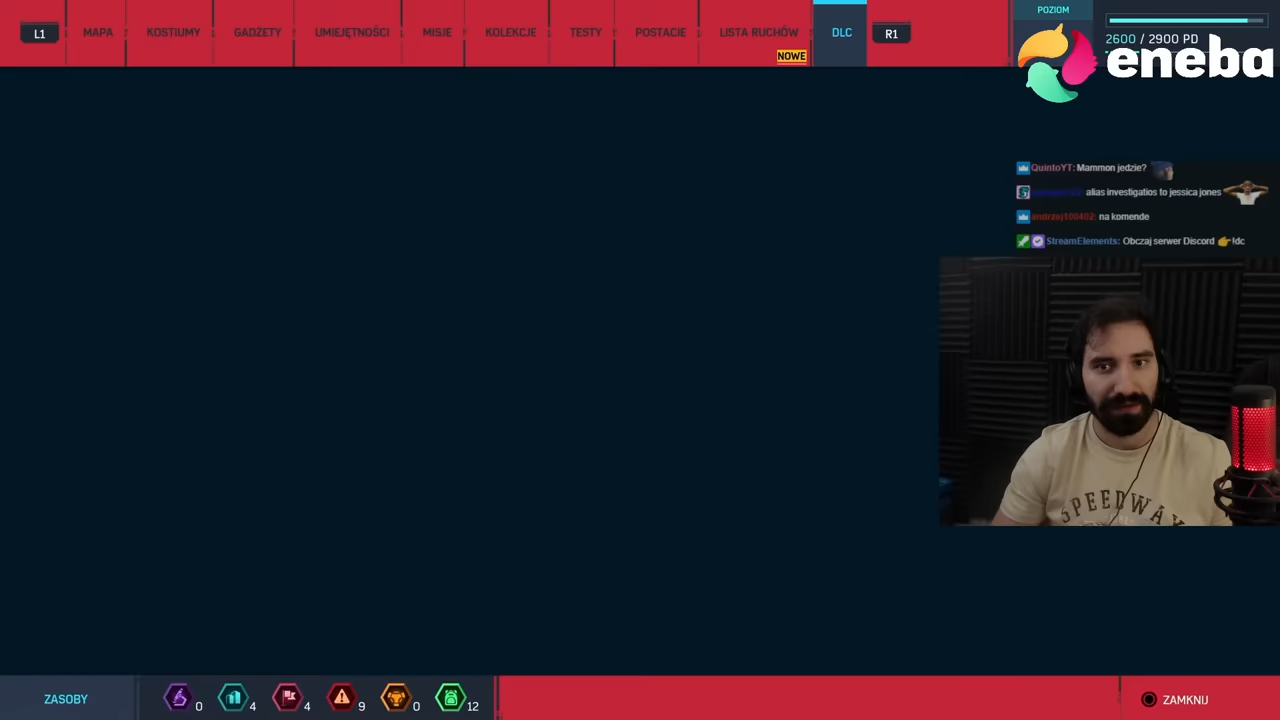 L1 MAPA KOSTIUMY GADŻETY UMIEJĘTNOŚCI MISJE KOLEKCJE TESTY POSTACIE LISTA RUCHÓW DLC R1
NOWE
POZIOM
2600 / 2900 PD
eneba
QuintoYT: Mammon jedzie?
alias investigatios to jessica jones
andrzej100402: na komende
StreamElements: Obczaj serwer Discord !dc
SPEEDWAY
ZASOBY 0 4 4 9 0 12 ZAMKNIJ